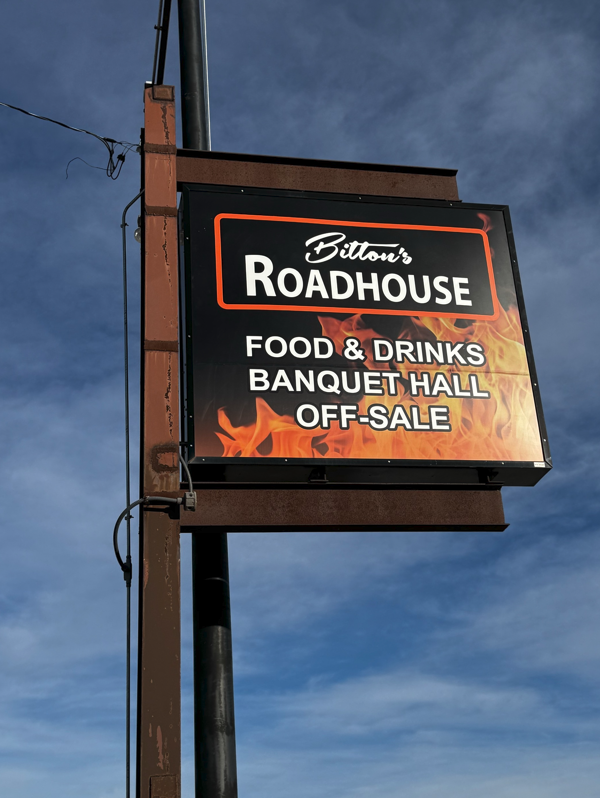 Bitton's
ROADHOUSE
FOOD & DRINKS
BANQUET HALL
OFF-SALE